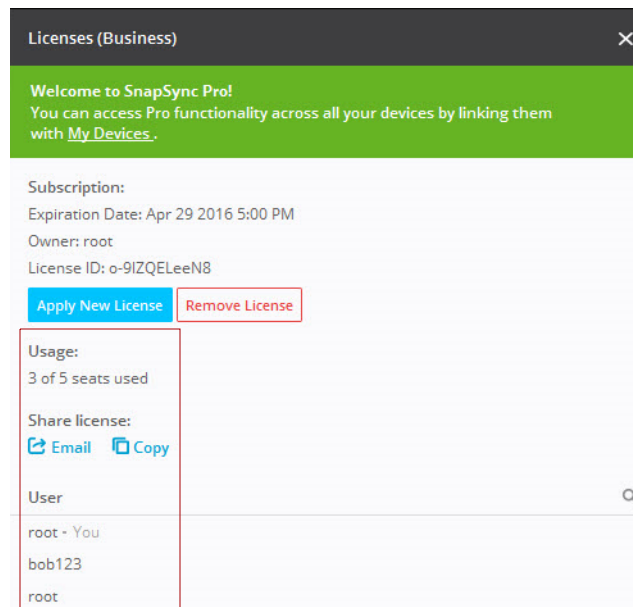 Licenses (Business)
Welcome to SnapSync Pro!
You can access Pro functionality across all your devices by linking them
with My Devices .
Subscription:
Expiration Date: Apr 29 2016 5:00 PM
Owner: root
License ID: o-9IZQELeeN8
Apply New License Remove License
Usage:
3 of 5 seats used
Share license:
Email Copy
User
root - You
bob123
root